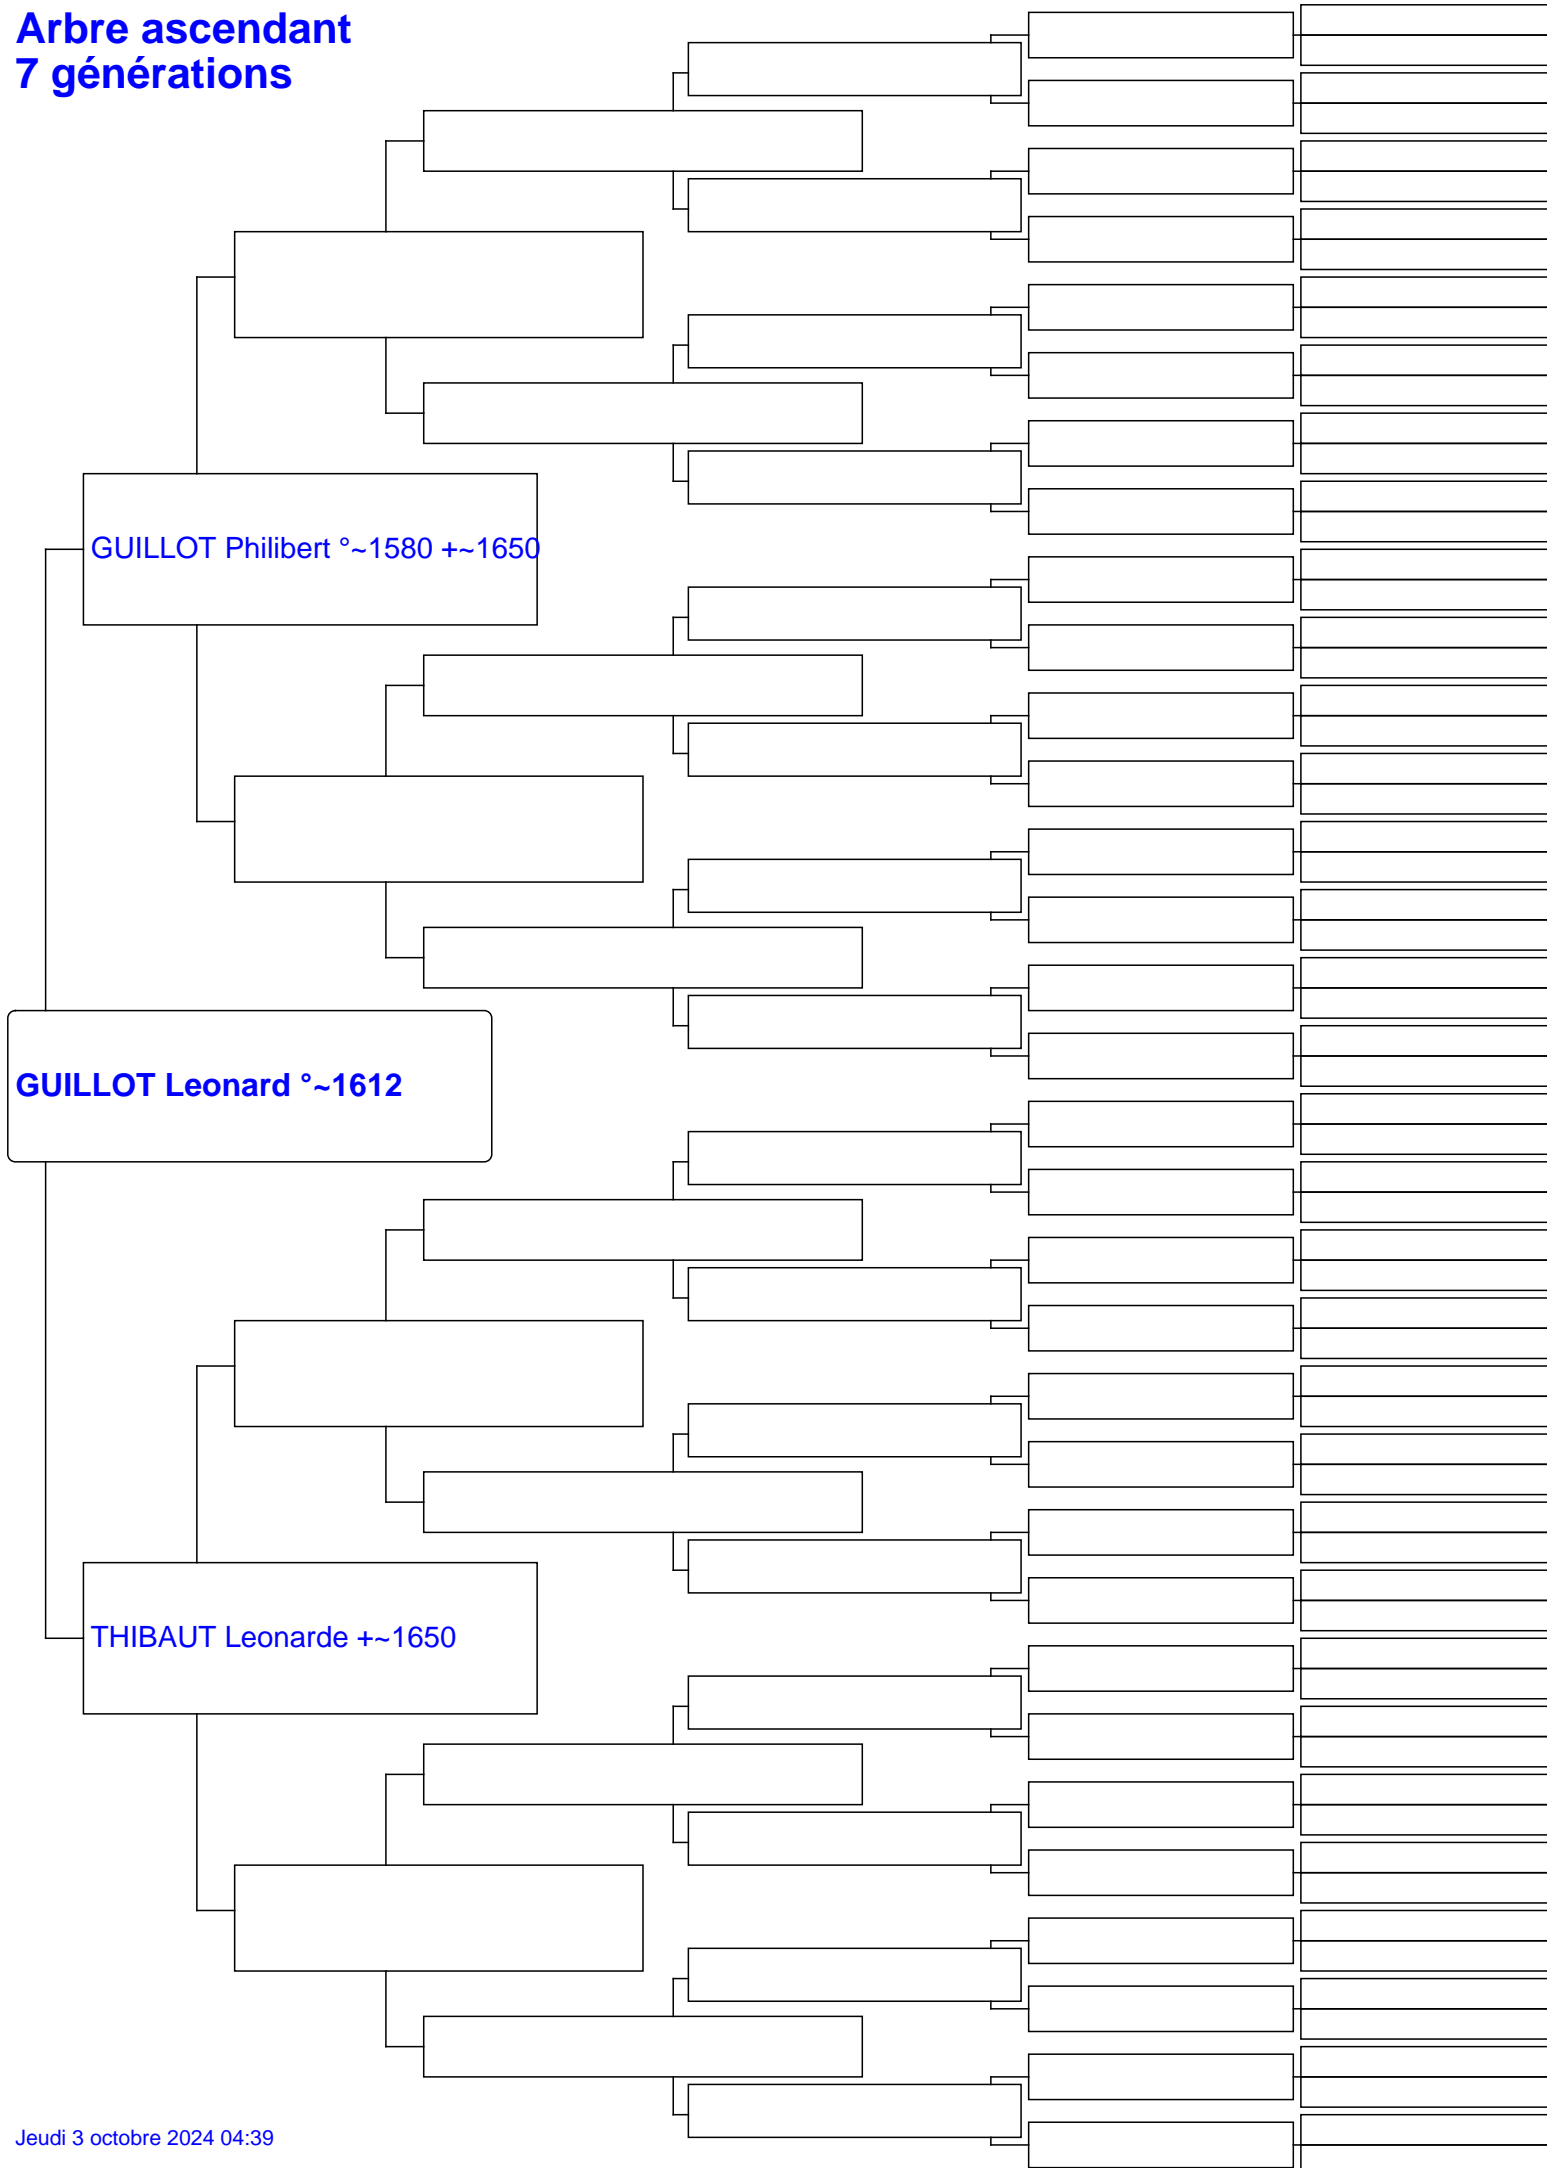 Arbre ascendant
7 générations
GUILLOT Philibert °~1580 +~1650
GUILLOT Leonard °~1612
THIBAUT Leonarde +~1650
Jeudi 3 octobre 2024 04:39